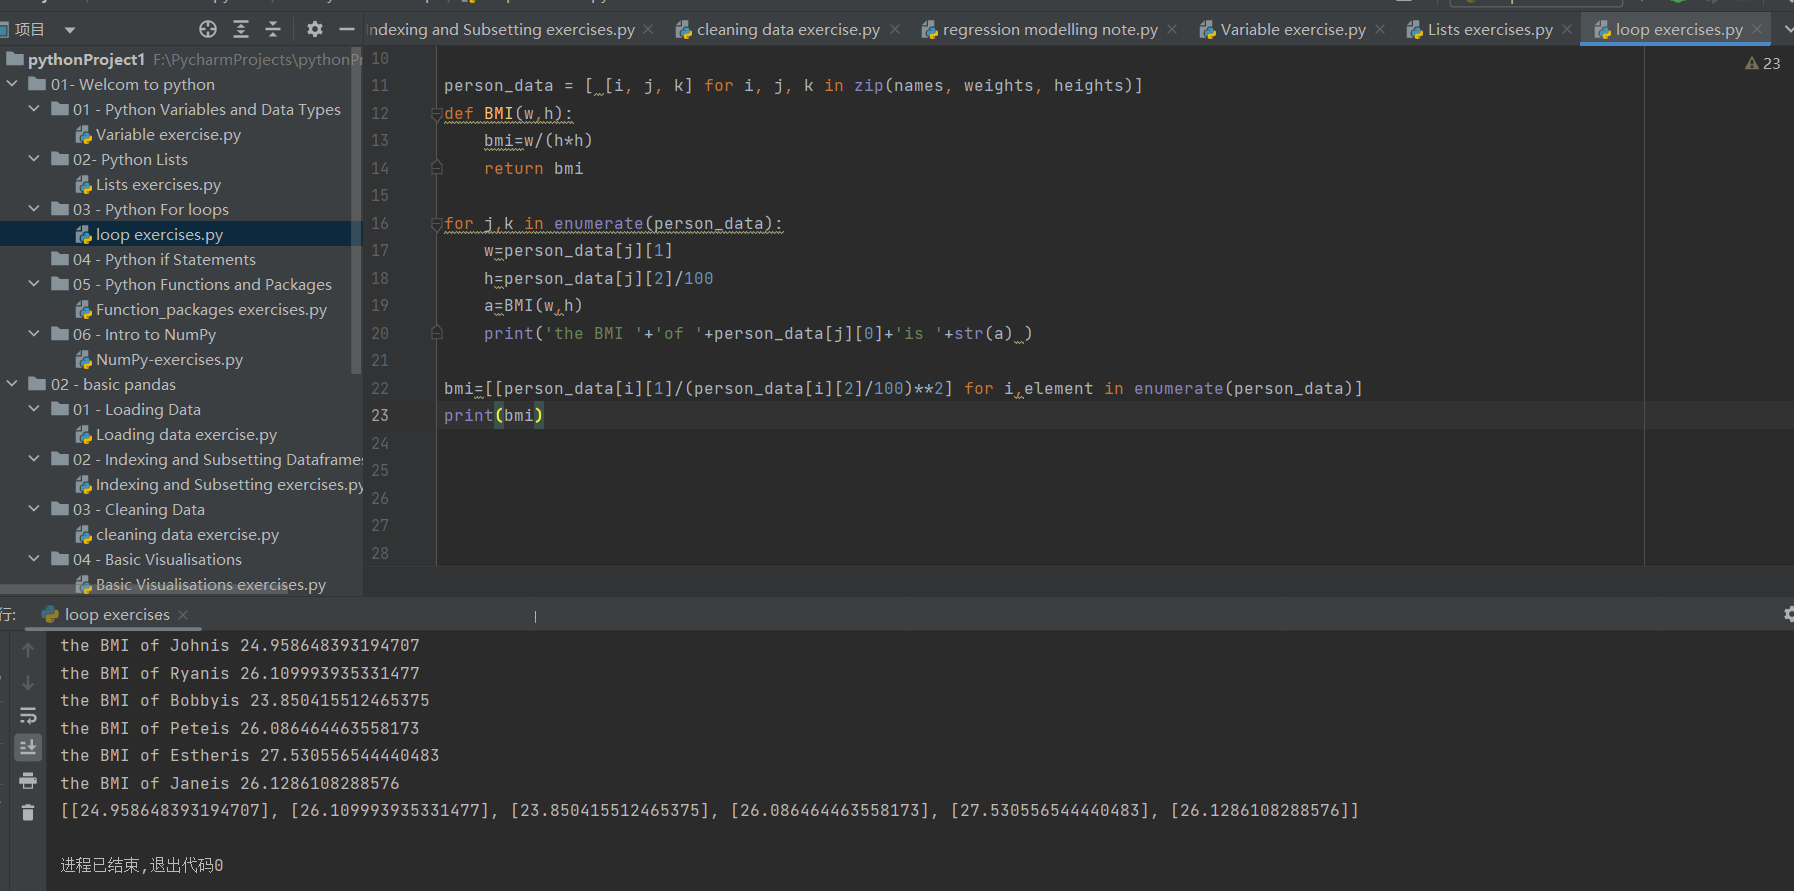 项目
Indexing and Subsetting exercises.py
cleaning data exercise.py
regression modelling note.py
Variable exercise.py
Lists exercises.py
loop exercises.py
pythonProject1 F:\PycharmProjects\pythonPr
01- Welcom to python
01 - Python Variables and Data Types
Variable exercise.py
02- Python Lists
Lists exercises.py
03 - Python For loops
loop exercises.py
04 - Python if Statements
05 - Python Functions and Packages
Function_packages exercises.py
06 - Intro to NumPy
NumPy-exercises.py
02 - basic pandas
01 - Loading Data
Loading data exercise.py
02 - Indexing and Subsetting Dataframes
Indexing and Subsetting exercises.py
03 - Cleaning Data
cleaning data exercise.py
04 - Basic Visualisations
Basic Visualisations exercises.py
23
10
11 person_data = [ [i, j, k] for i, j, k in zip(names, weights, heights)]
12 def BMI(w,h):
13 bmi=w/(h*h)
14 return bmi
15
16 for j,k in enumerate(person_data):
17 w=person_data[j][1]
18 h=person_data[j][2]/100
19 a=BMI(w,h)
20 print('the BMI '+'of '+person_data[j][0]+'is '+str(a) )
21
22 bmi=[[person_data[i][1]/(person_data[i][2]/100)**2] for i,element in enumerate(person_data)]
23 print(bmi)
24
25
26
27
28
行: loop exercises
the BMI of Johnis 24.958648393194707
the BMI of Ryanis 26.109993935331477
the BMI of Bobbyis 23.850415512465375
the BMI of Peteis 26.086464463558173
the BMI of Estheris 27.530556544440483
the BMI of Janeis 26.1286108288576
[[24.958648393194707], [26.109993935331477], [23.850415512465375], [26.086464463558173], [27.530556544440483], [26.1286108288576]]
进程已结束,退出代码0